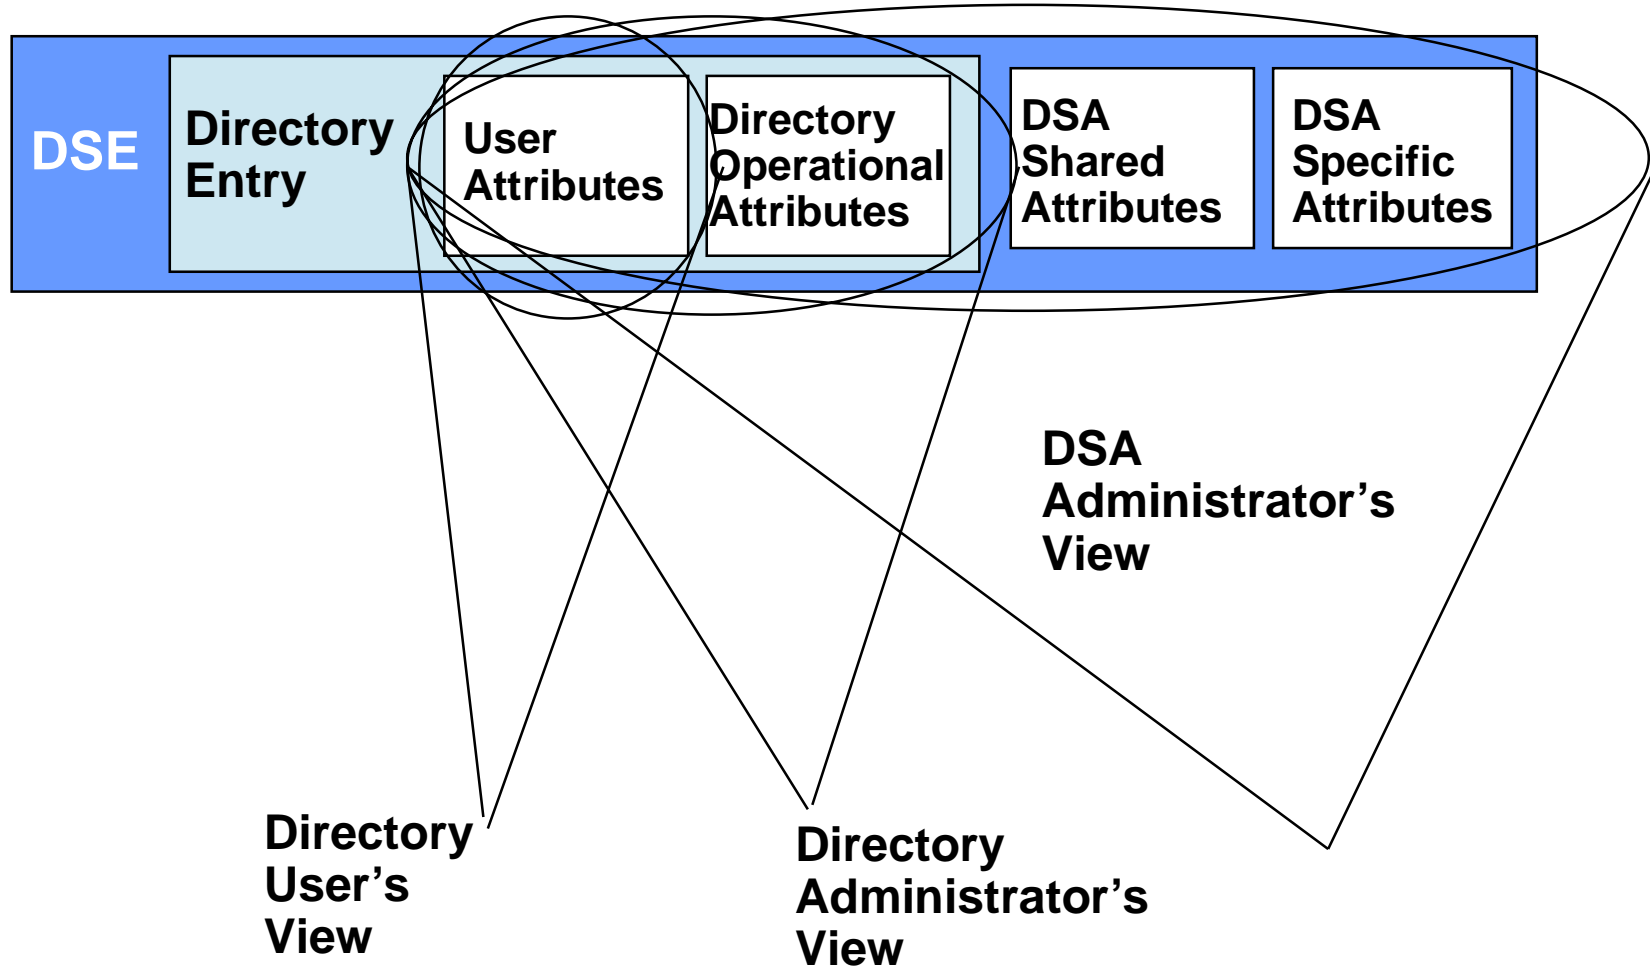 DSE
Directory
Entry
User
Attributes
Directory
Operational
Attributes
DSA
Shared
Attributes
DSA
Specific
Attributes
DSA
Administrator’s
View
Directory
User’s
View
Directory
Administrator’s
View